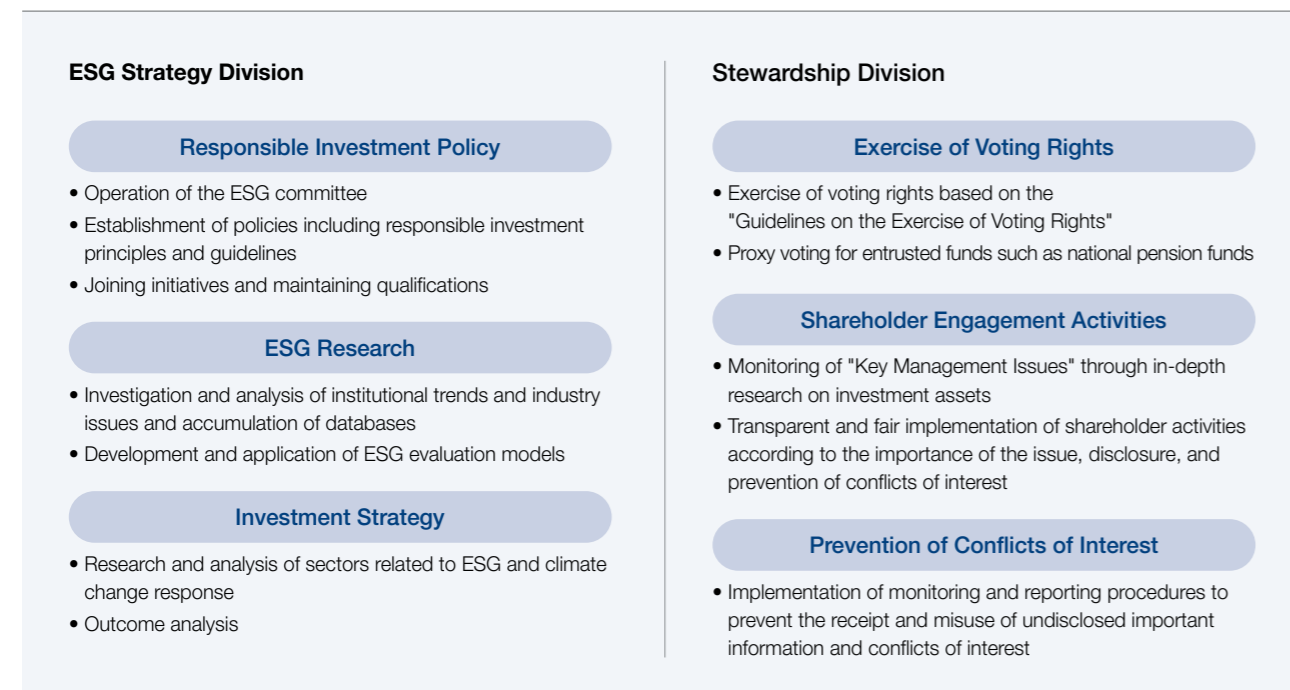 ESG Strategy Division
Responsible Investment Policy
• Operation of the ESG committee
• Establishment of policies including responsible investment
principles and guidelines
• Joining initiatives and maintaining qualifications
ESG Research
• Investigation and analysis of institutional trends and industry
issues and accumulation of databases
• Development and application of ESG evaluation models
Investment Strategy
• Research and analysis of sectors related to ESG and climate
change response
• Outcome analysis
Stewardship Division
Exercise of Voting Rights
• Exercise of voting rights based on the
"Guidelines on the Exercise of Voting Rights"
• Proxy voting for entrusted funds such as national pension funds
Shareholder Engagement Activities
• Monitoring of "Key Management Issues" through in-depth
research on investment assets
• Transparent and fair implementation of shareholder activities
according to the importance of the issue, disclosure, and
prevention of conflicts of interest
Prevention of Conflicts of Interest
• Implementation of monitoring and reporting procedures to
prevent the receipt and misuse of undisclosed important
information and conflicts of interest